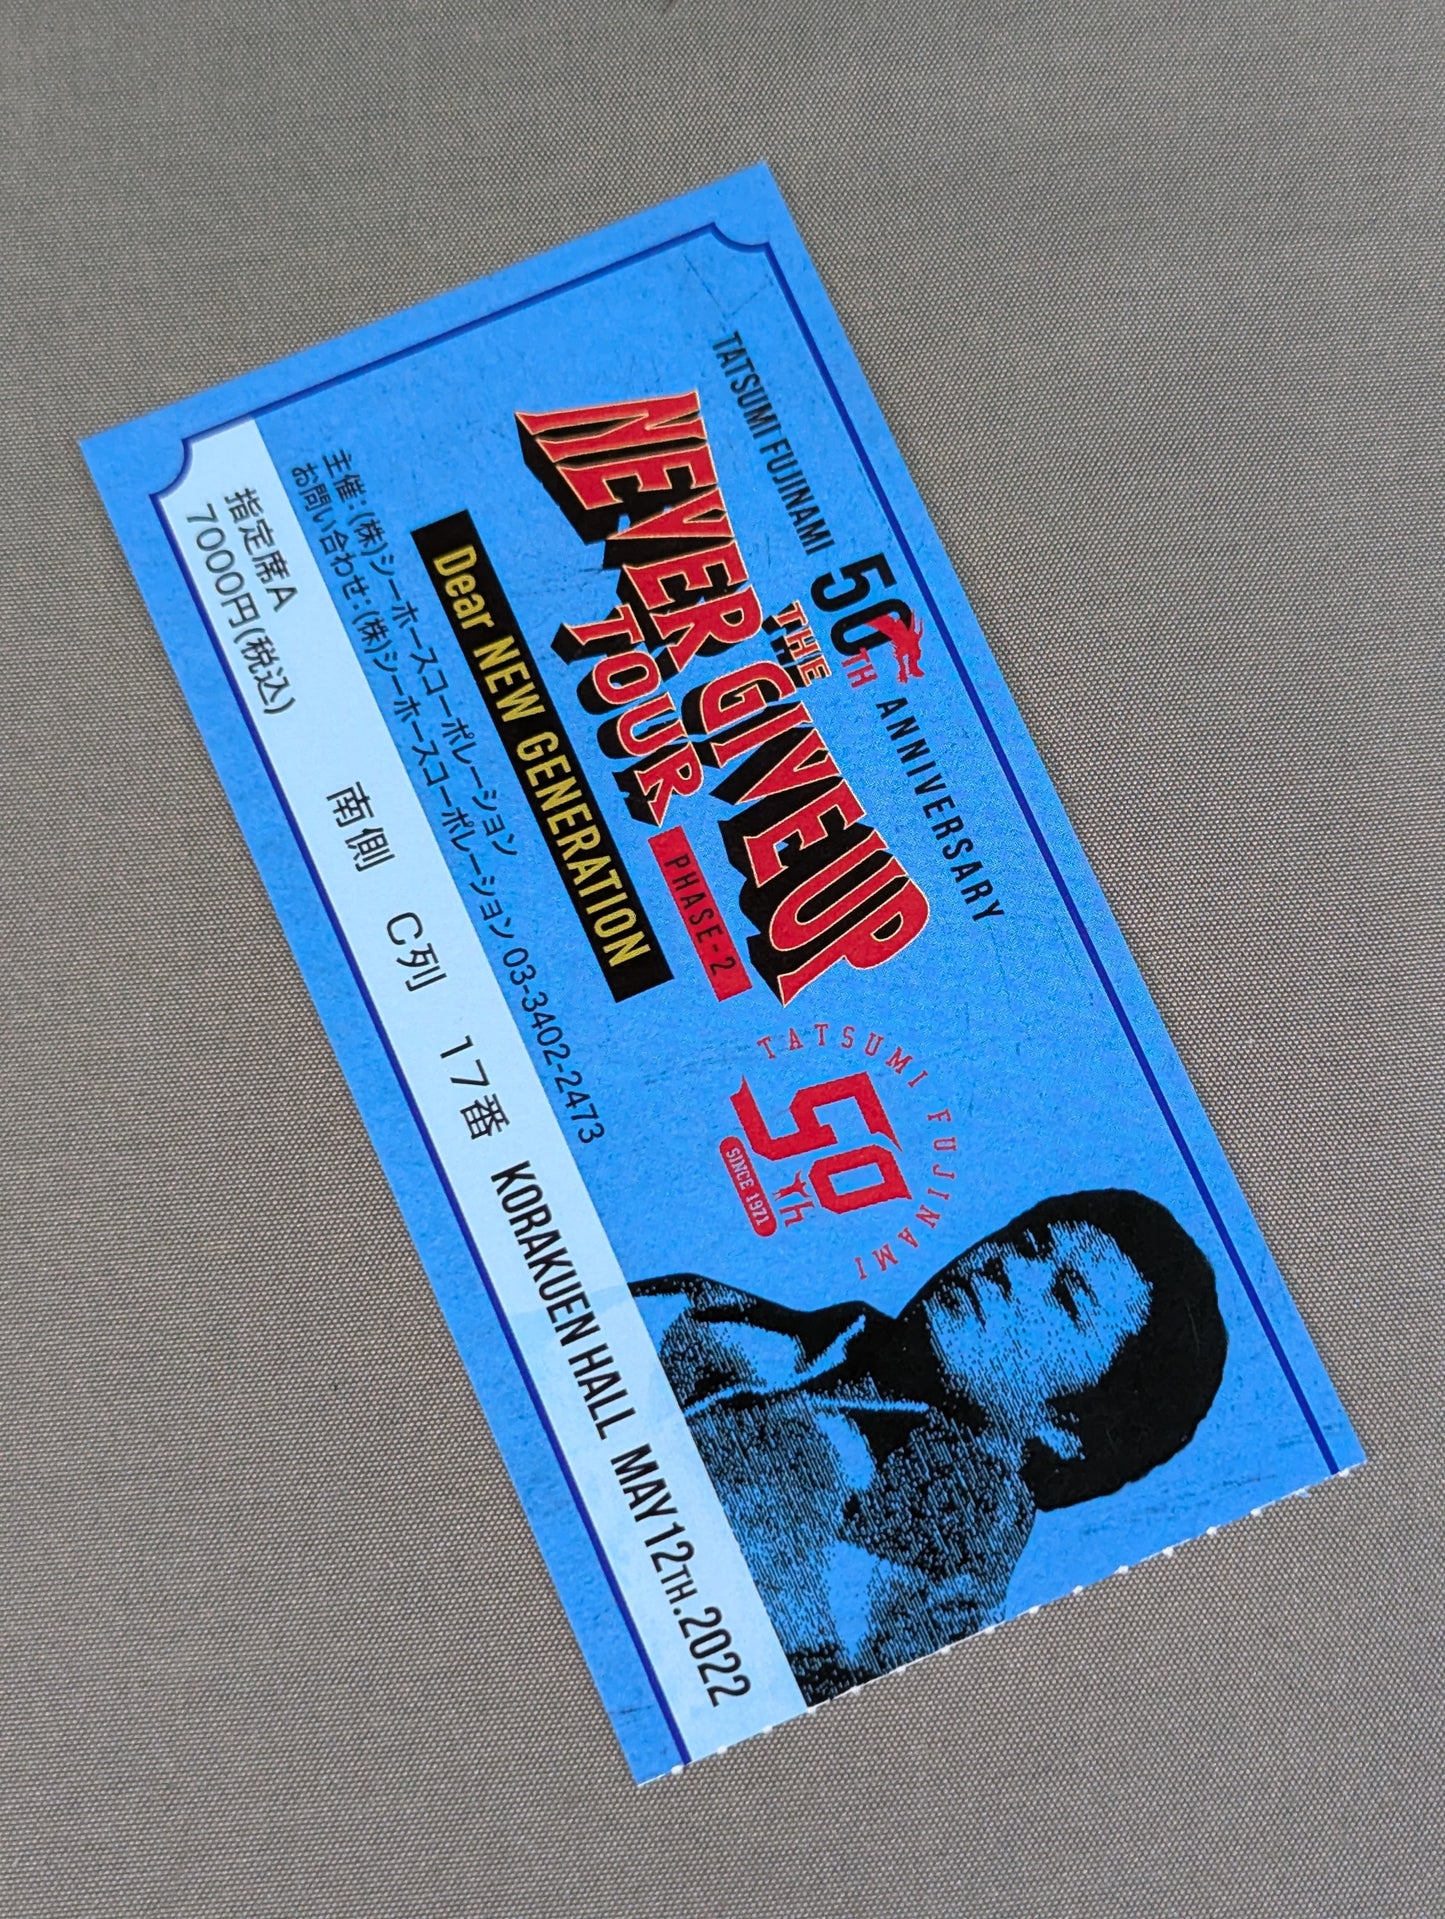 TATSUMI FUJINAMI 50TH ANNIVERSARY
THE
NEVER GIVE UP
TOUR
PHASE-2
Dear NEW GENERATION
TATSUMI FUJINAMI
50th
SINCE 1971
主催:(株)シーホースコーポレーション
お問い合わせ:(株)シーホースコーポレーション 03-3402-2473
指定席A
7000円(税込)
南側 C列 17番 KORAKUEN HALL MAY 12TH.2022